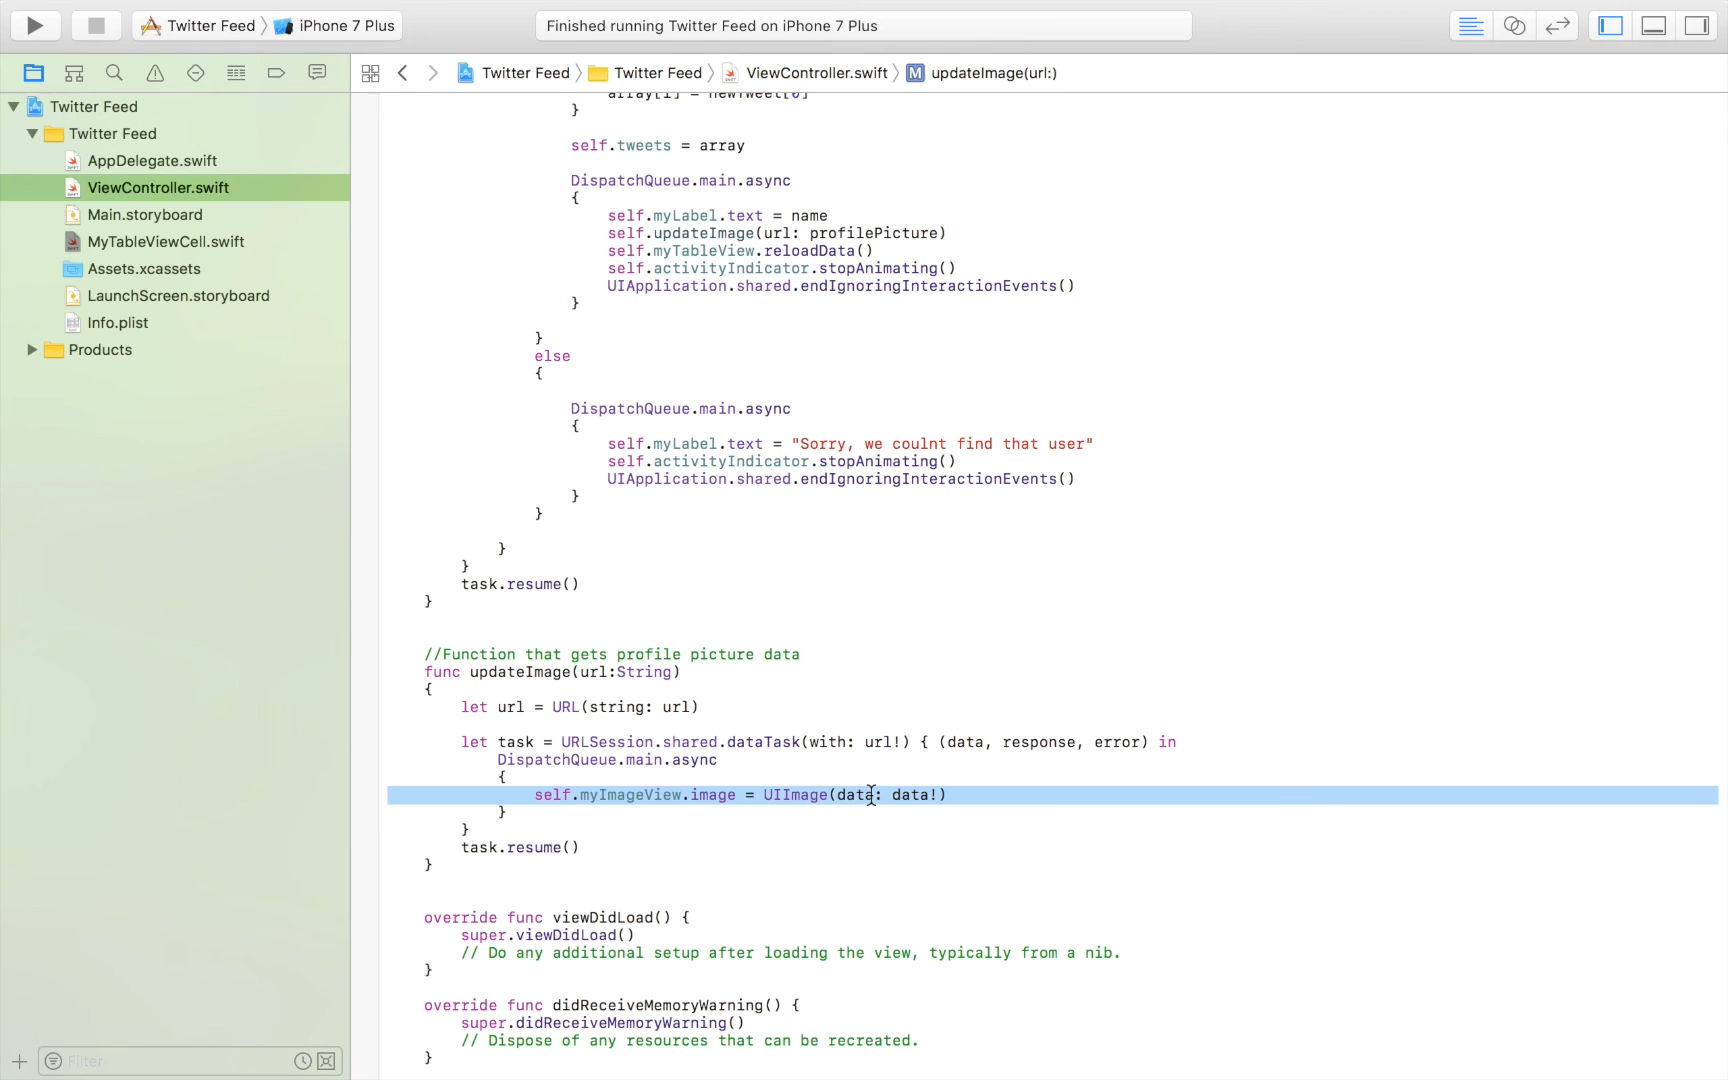 Twitter Feed 〉 iPhone 7 Plus
Finished running Twitter Feed on iPhone 7 Plus
Twitter Feed 〉 Twitter Feed 〉 ViewController.swift 〉 M updateImage(url:)
Twitter Feed
Twitter Feed
AppDelegate.swift
ViewController.swift
Main.storyboard
MyTableViewCell.swift
Assets.xcassets
LaunchScreen.storyboard
Info.plist
Products
Filter
array[i] = newTweet[0]
}
self.tweets = array
DispatchQueue.main.async
{
self.myLabel.text = name
self.updateImage(url: profilePicture)
self.myTableView.reloadData()
self.activityIndicator.stopAnimating()
UIApplication.shared.endIgnoringInteractionEvents()
}
}
else
{
DispatchQueue.main.async
{
self.myLabel.text = "Sorry, we coulnt find that user"
self.activityIndicator.stopAnimating()
UIApplication.shared.endIgnoringInteractionEvents()
}
}
}
}
task.resume()
}
//Function that gets profile picture data
func updateImage(url:String)
{
let url = URL(string: url)
let task = URLSession.shared.dataTask(with: url!) { (data, response, error) in
DispatchQueue.main.async
{
self.myImageView.image = UIImage(data: data!)
}
}
task.resume()
}
override func viewDidLoad() {
super.viewDidLoad()
// Do any additional setup after loading the view, typically from a nib.
}
override func didReceiveMemoryWarning() {
super.didReceiveMemoryWarning()
// Dispose of any resources that can be recreated.
}